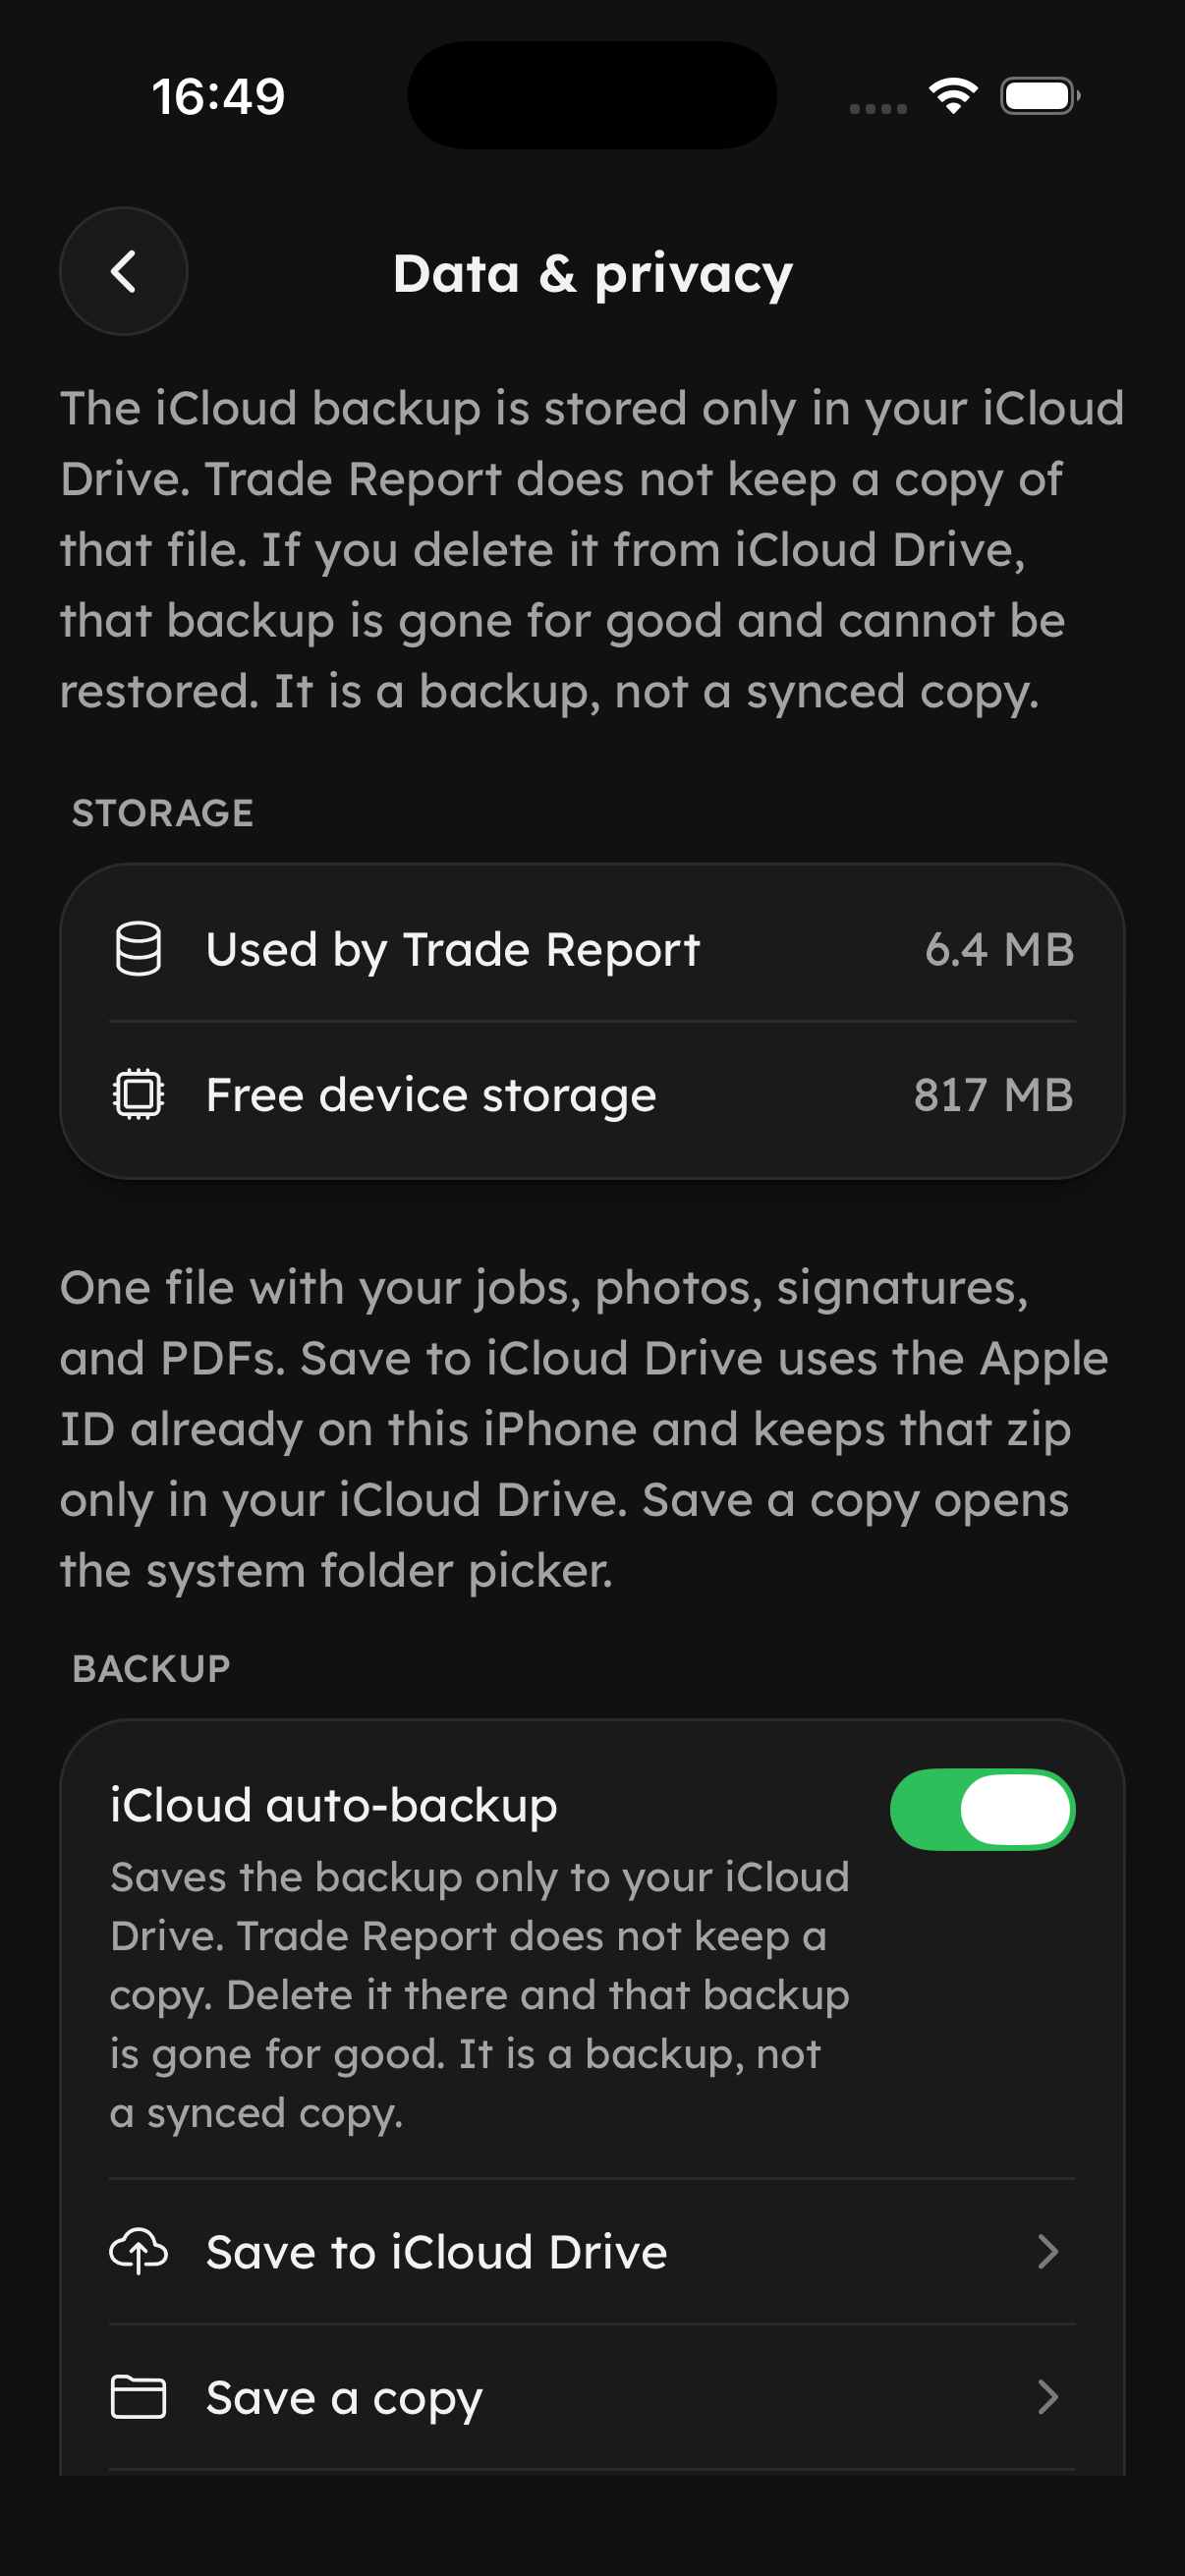 16:49
Data & privacy
The iCloud backup is stored only in your iCloud
Drive. Trade Report does not keep a copy of
that file. If you delete it from iCloud Drive,
that backup is gone for good and cannot be
restored. It is a backup, not a synced copy.
STORAGE
Used by Trade Report 6.4 MB
Free device storage 817 MB
One file with your jobs, photos, signatures,
and PDFs. Save to iCloud Drive uses the Apple
ID already on this iPhone and keeps that zip
only in your iCloud Drive. Save a copy opens
the system folder picker.
BACKUP
iCloud auto-backup
Saves the backup only to your iCloud
Drive. Trade Report does not keep a
copy. Delete it there and that backup
is gone for good. It is a backup, not
a synced copy.
Save to iCloud Drive
Save a copy